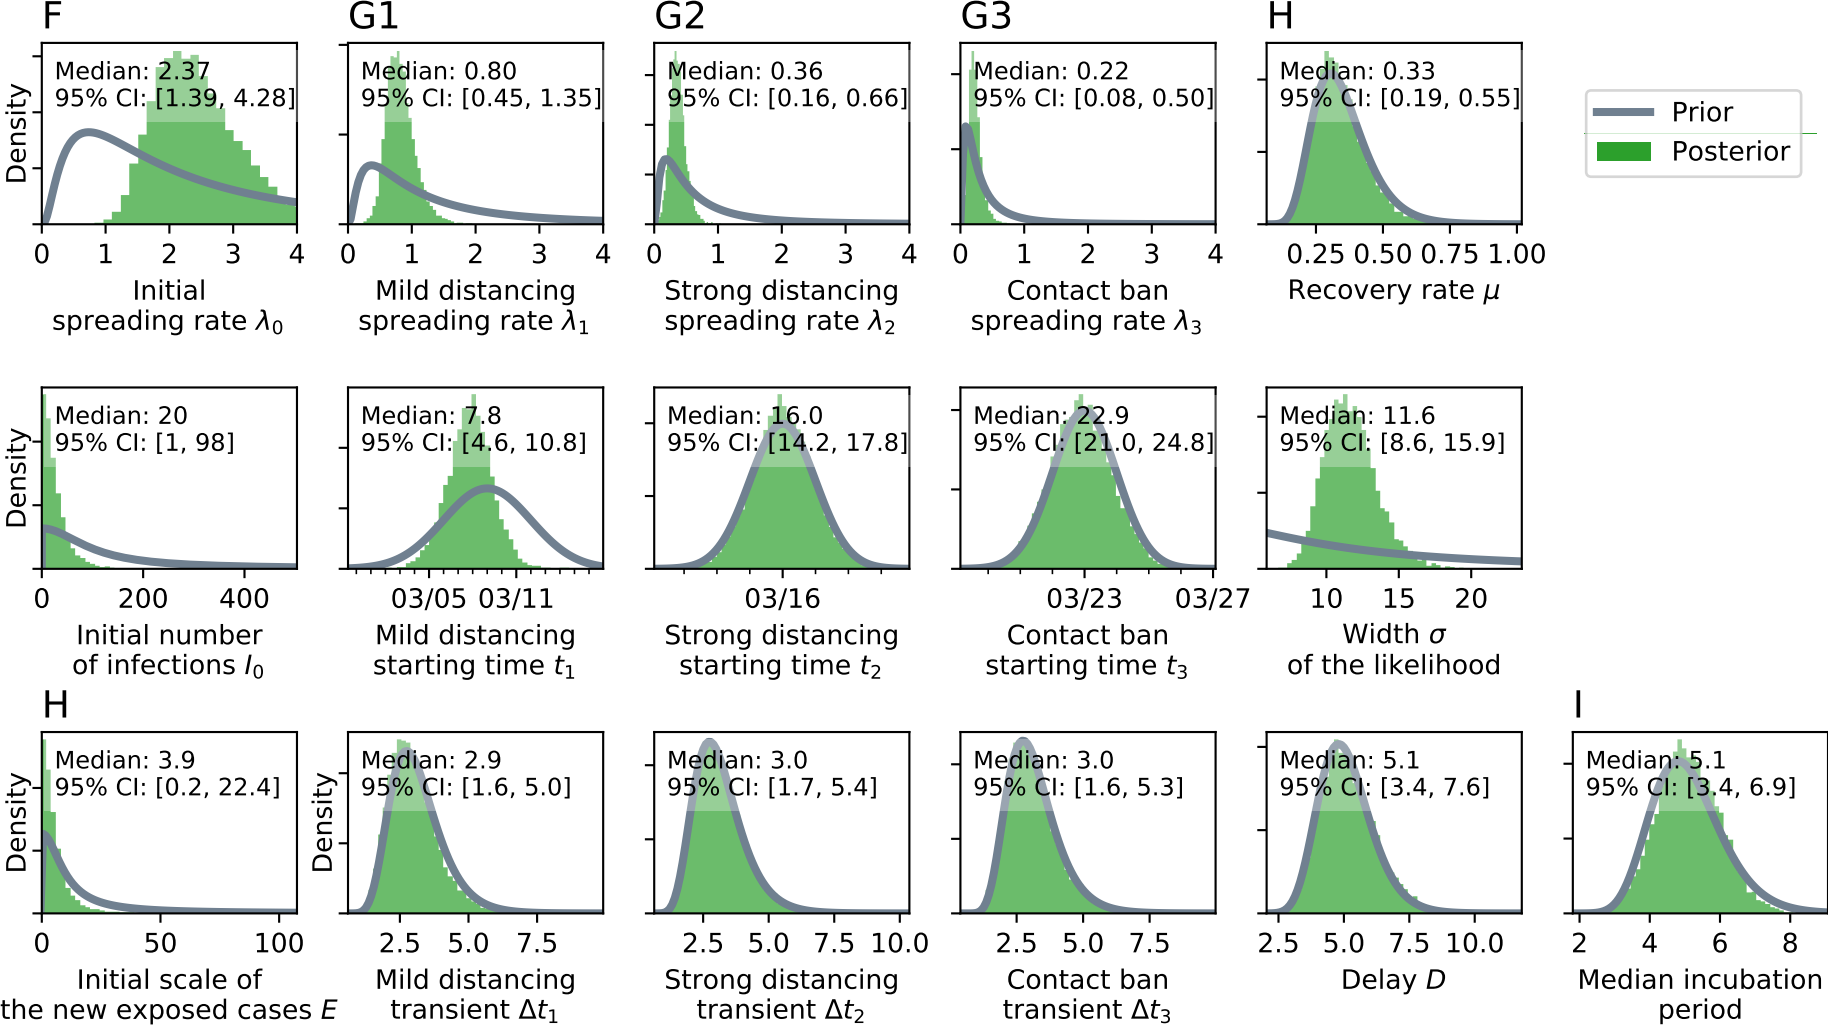 F
G1
G2
G3
H
Median: 2.37
95% CI: [1.39, 4.28]
Density
0 1 2 3 4
Initial
spreading rate λ0
Median: 0.80
95% CI: [0.45, 1.35]
0 1 2 3 4
Mild distancing
spreading rate λ1
Median: 0.36
95% CI: [0.16, 0.66]
0 1 2 3 4
Strong distancing
spreading rate λ2
Median: 0.22
95% CI: [0.08, 0.50]
0 1 2 3 4
Contact ban
spreading rate λ3
Median: 0.33
95% CI: [0.19, 0.55]
0.25 0.50 0.75 1.00
Recovery rate μ
Prior
Posterior
Median: 20
95% CI: [1, 98]
Density
0 200 400
Initial number
of infections I0
Median: 7.8
95% CI: [4.6, 10.8]
03/05 03/11
Mild distancing
starting time t1
Median: 16.0
95% CI: [14.2, 17.8]
03/16
Strong distancing
starting time t2
Median: 22.9
95% CI: [21.0, 24.8]
03/23 03/27
Contact ban
starting time t3
Median: 11.6
95% CI: [8.6, 15.9]
10 15 20
Width σ
of the likelihood
H
I
Median: 3.9
95% CI: [0.2, 22.4]
Density
0 50 100
Initial scale of
the new exposed cases E
Median: 2.9
95% CI: [1.6, 5.0]
Density
2.5 5.0 7.5
Mild distancing
transient Δt1
Median: 3.0
95% CI: [1.7, 5.4]
2.5 5.0 7.5 10.0
Strong distancing
transient Δt2
Median: 3.0
95% CI: [1.6, 5.3]
2.5 5.0 7.5
Contact ban
transient Δt3
Median: 5.1
95% CI: [3.4, 7.6]
2.5 5.0 7.5 10.0
Delay D
Median: 5.1
95% CI: [3.4, 6.9]
2 4 6 8
Median incubation
period